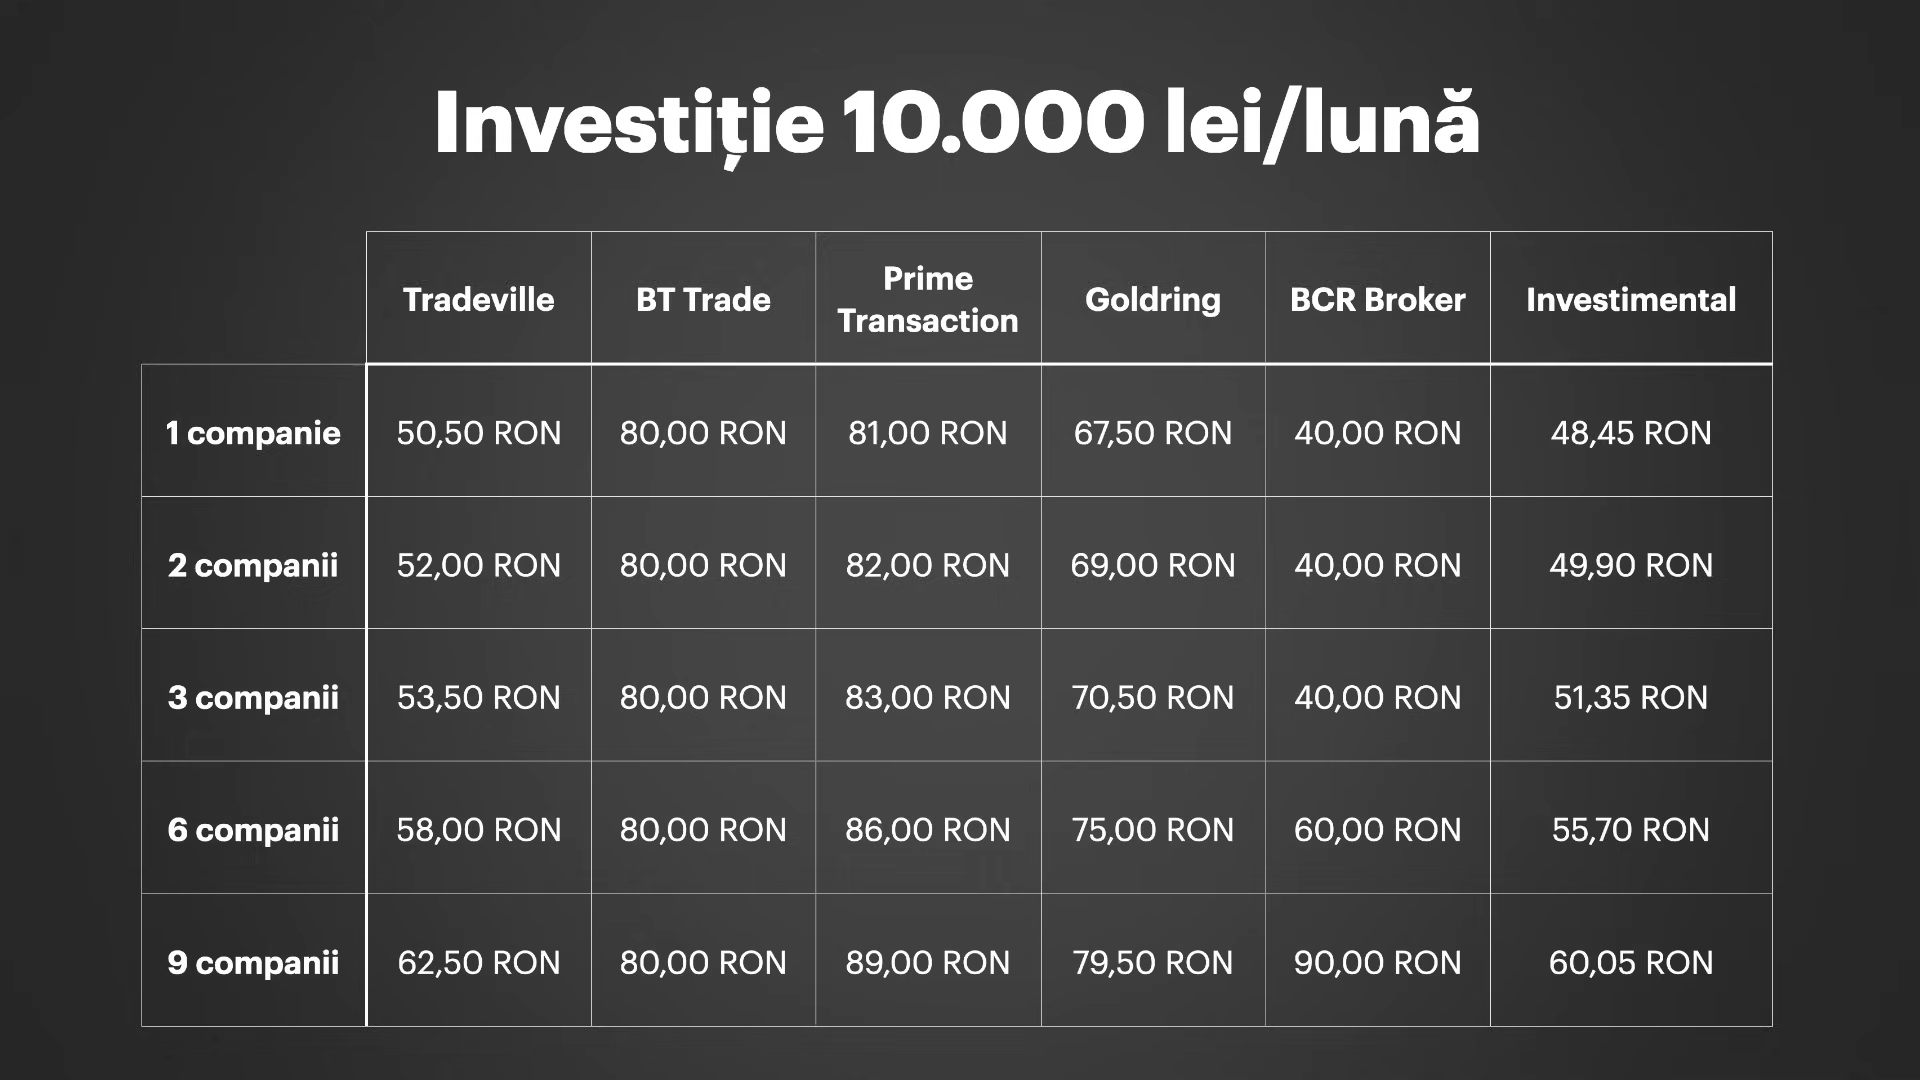 Investiție 10.000 lei/lună
Tradeville BT Trade Prime Transaction Goldring BCR Broker Investimental
1 companie 50,50 RON 80,00 RON 81,00 RON 67,50 RON 40,00 RON 48,45 RON
2 companii 52,00 RON 80,00 RON 82,00 RON 69,00 RON 40,00 RON 49,90 RON
3 companii 53,50 RON 80,00 RON 83,00 RON 70,50 RON 40,00 RON 51,35 RON
6 companii 58,00 RON 80,00 RON 86,00 RON 75,00 RON 60,00 RON 55,70 RON
9 companii 62,50 RON 80,00 RON 89,00 RON 79,50 RON 90,00 RON 60,05 RON